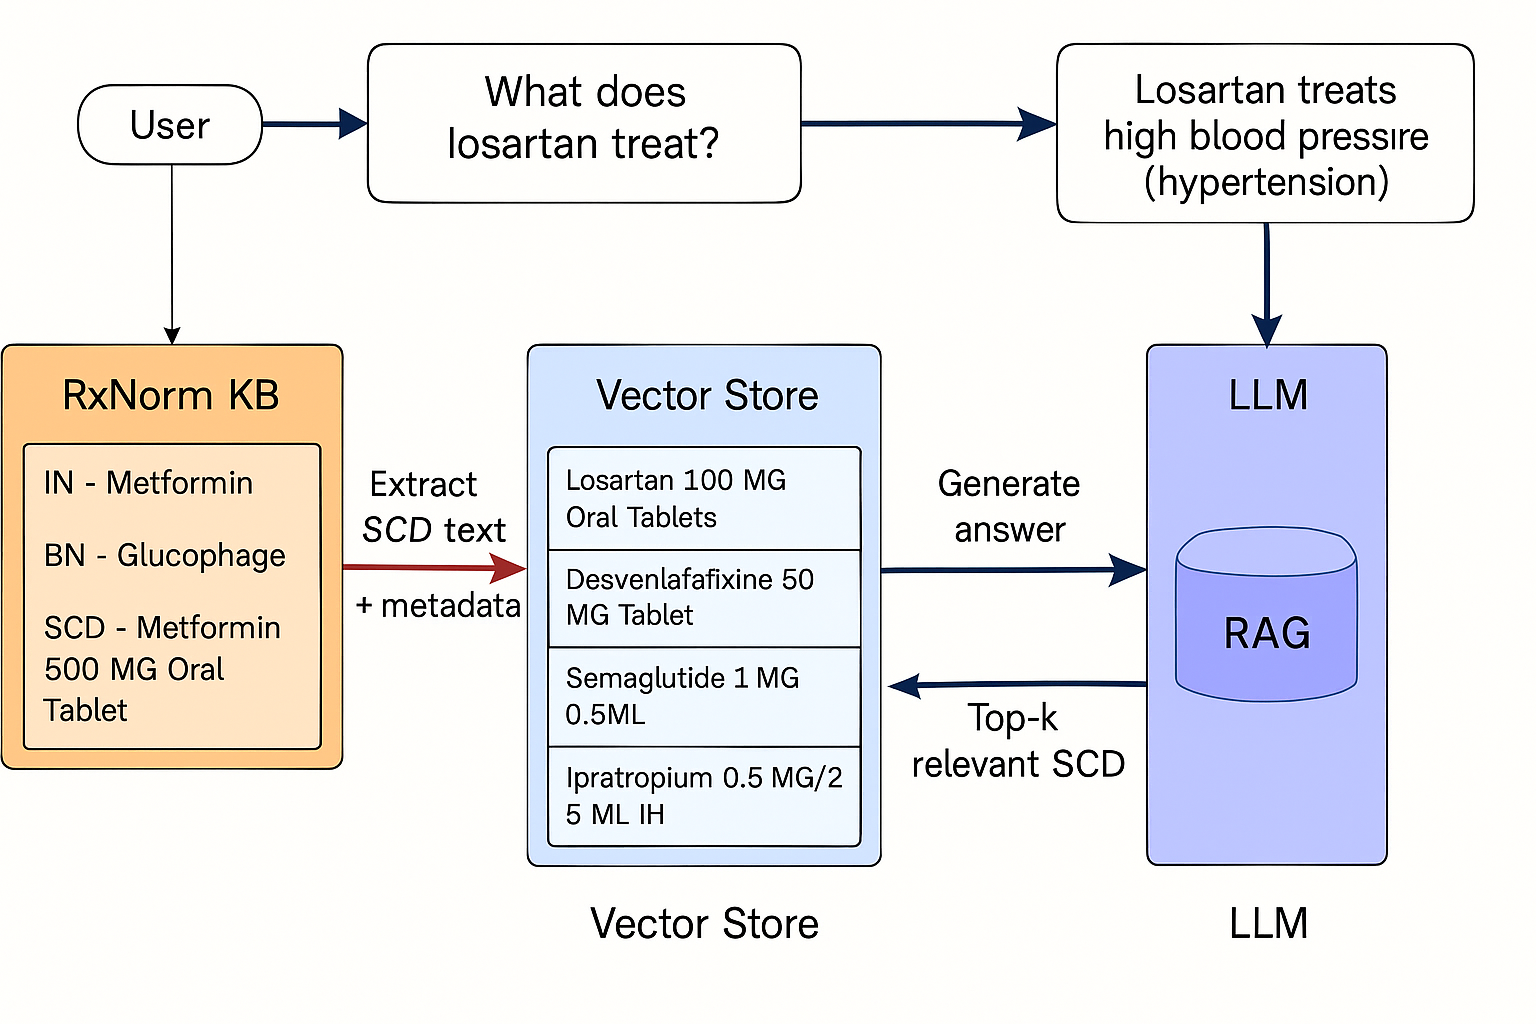 User
What does
losartan treat?
Losartan treats
high blood pressıre
(hypertension)
RxNorm KB
IN - Metformin
BN - Glucophage
SCD - Metformin
500 MG Oral
Tablet
Extract
SCD text
+ metadata
Vector Store
Losartan 100 MG
Oral Tablets
Desvenlafafixine 50
MG Tablet
Semaglutide 1 MG
0.5ML
Ipratropium 0.5 MG/2
5 ML IH
Generate
answer
Top-k
relevant SCD
LLM
RAG
Vector Store
LLM